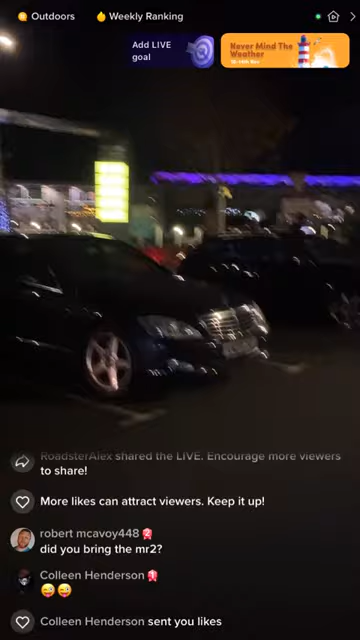 Outdoors
Weekly Ranking
Add LIVE
goal
Never Mind The
Weather
RoadsterAlex shared the LIVE. Encourage more viewers
to share!
More likes can attract viewers. Keep it up!
robert mcavoy448
did you bring the mr2?
Colleen Henderson
😜😜
Colleen Henderson sent you likes